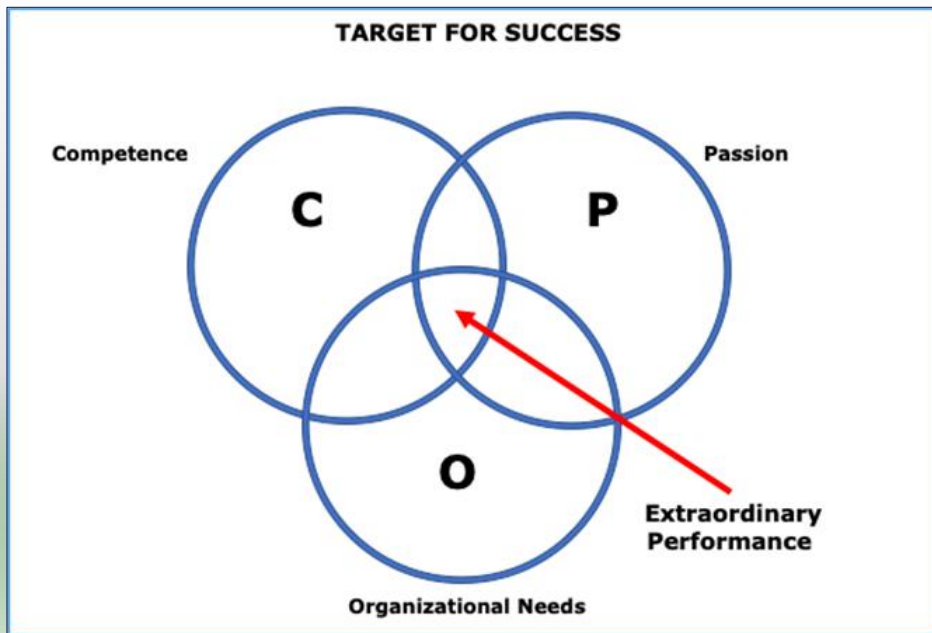 TARGET FOR SUCCESS
Competence
Passion
C
P
O
Extraordinary
Performance
Organizational Needs